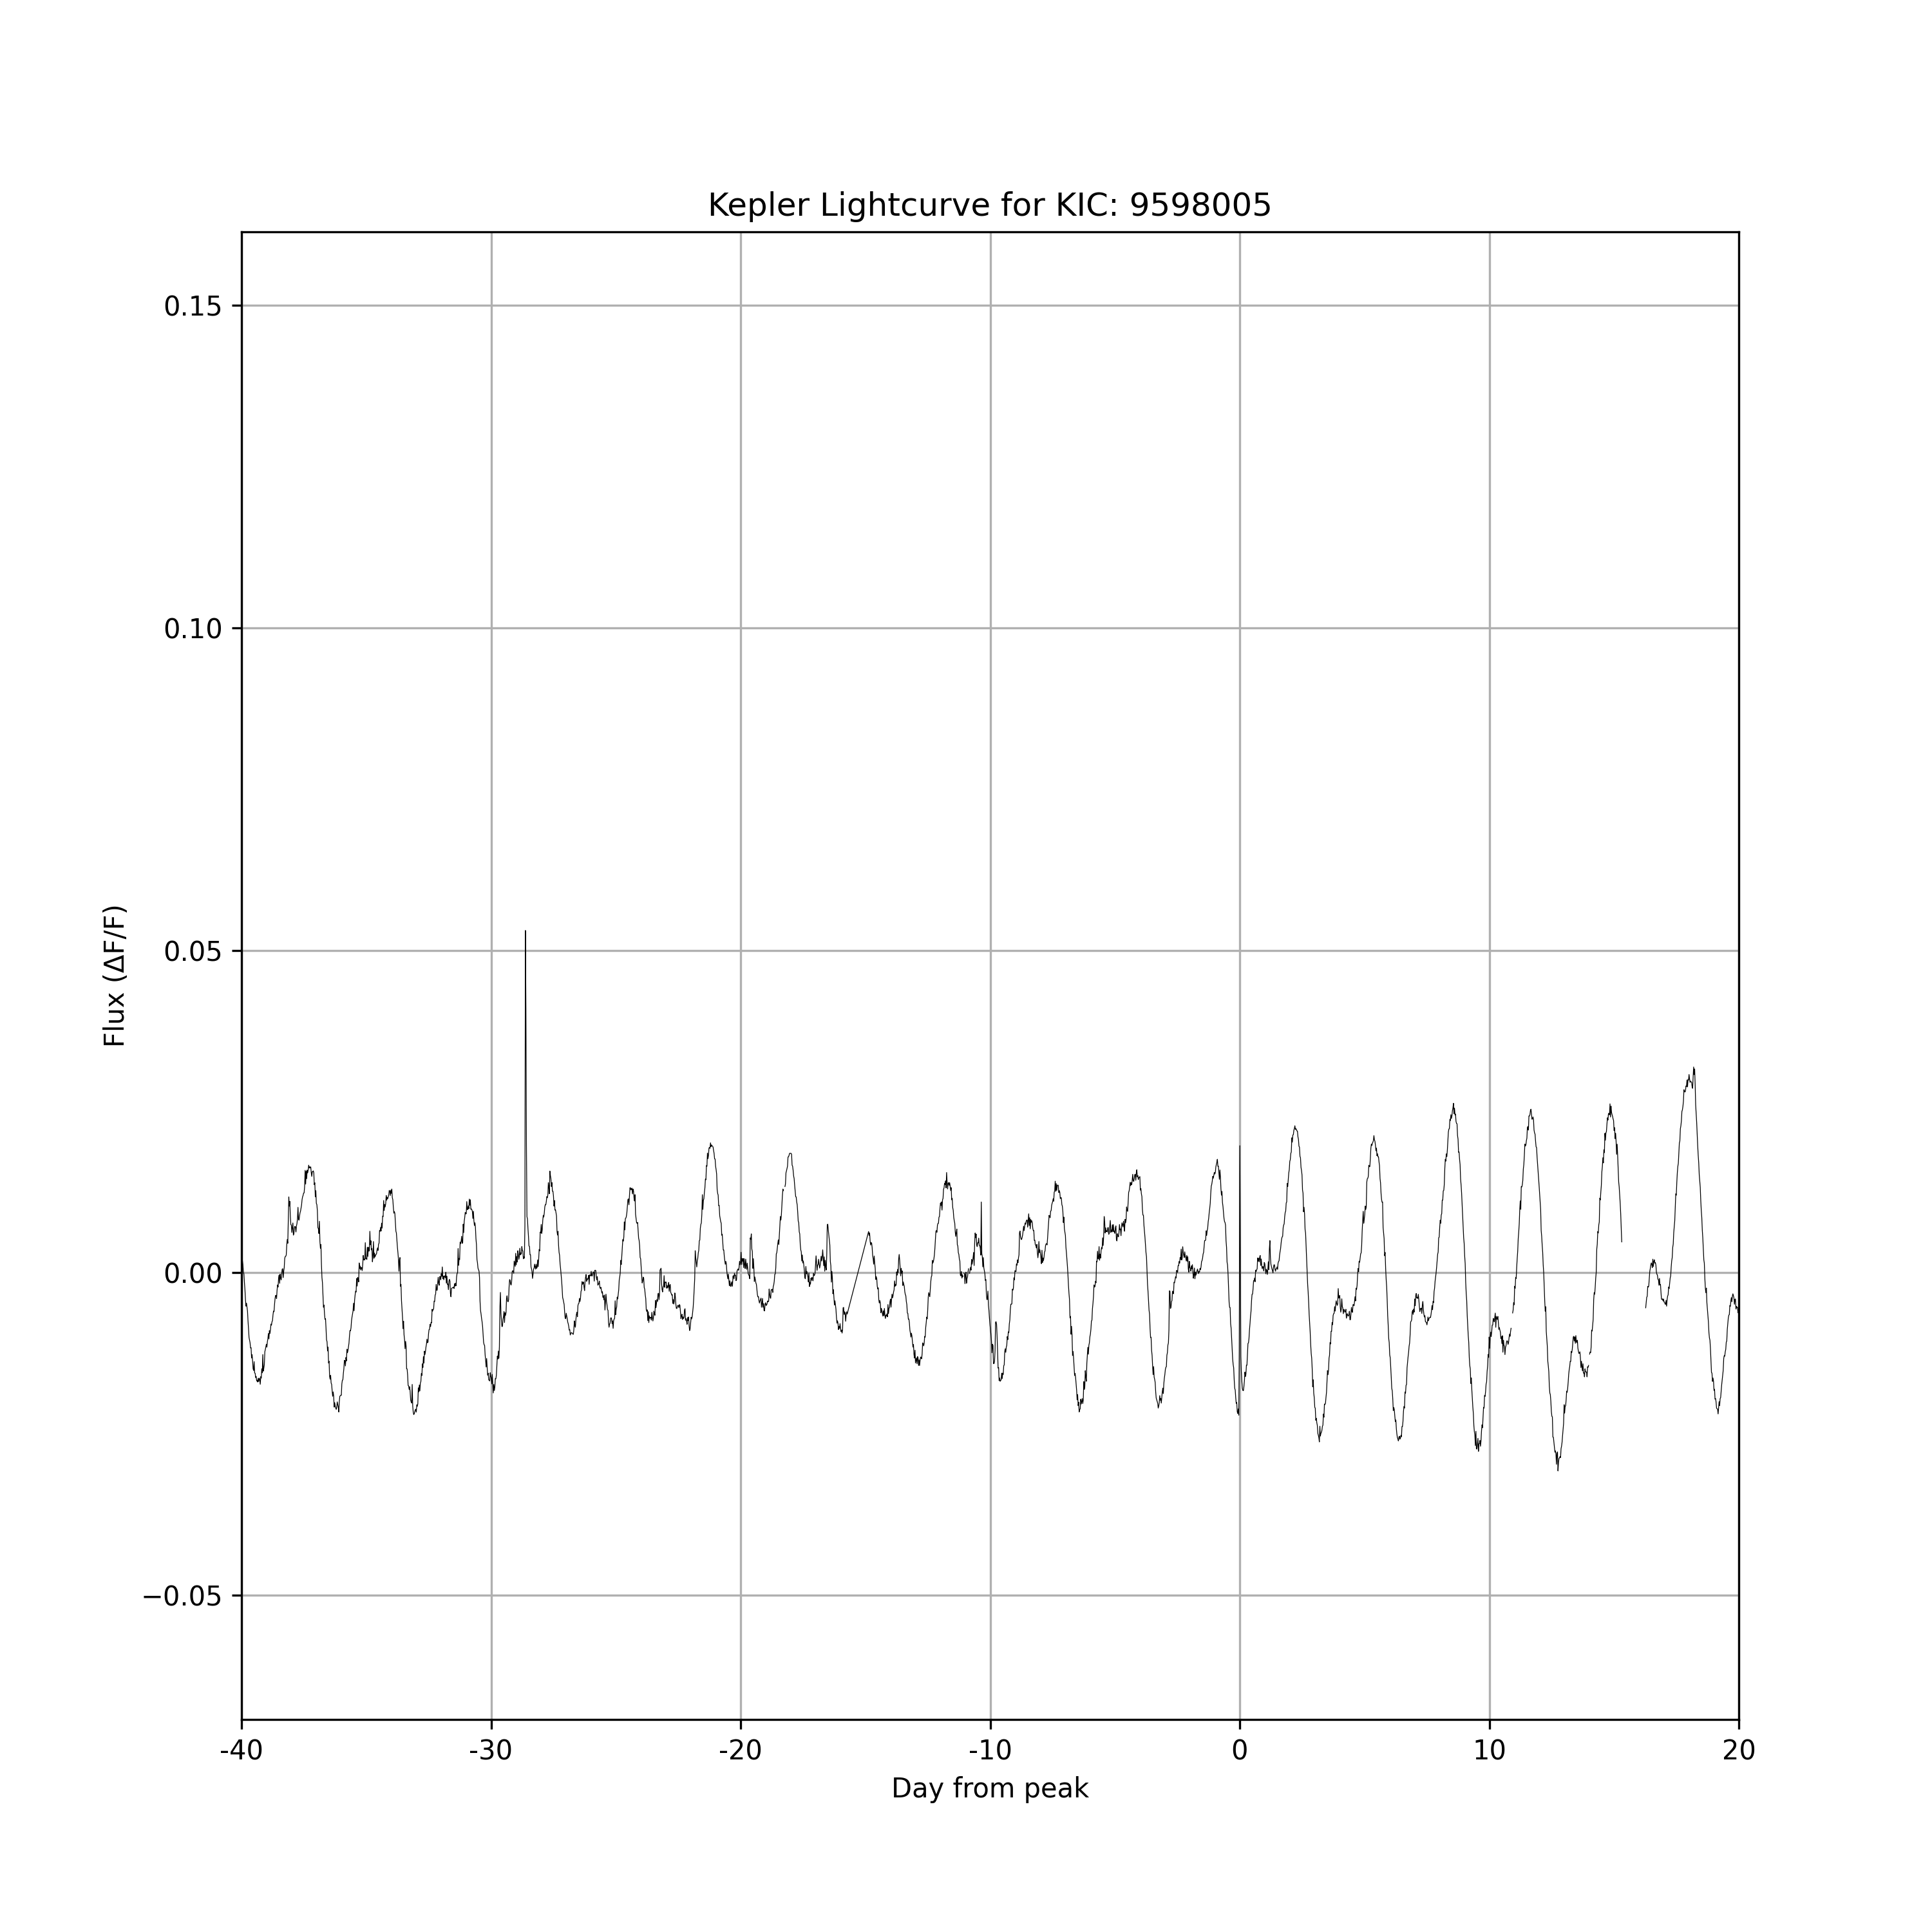 Kepler Lightcurve for KIC: 9598005
0.15
0.10
0.05
0.00
−0.05
Flux (ΔF/F)
-40 -30 -20 -10 0 10 20
Day from peak